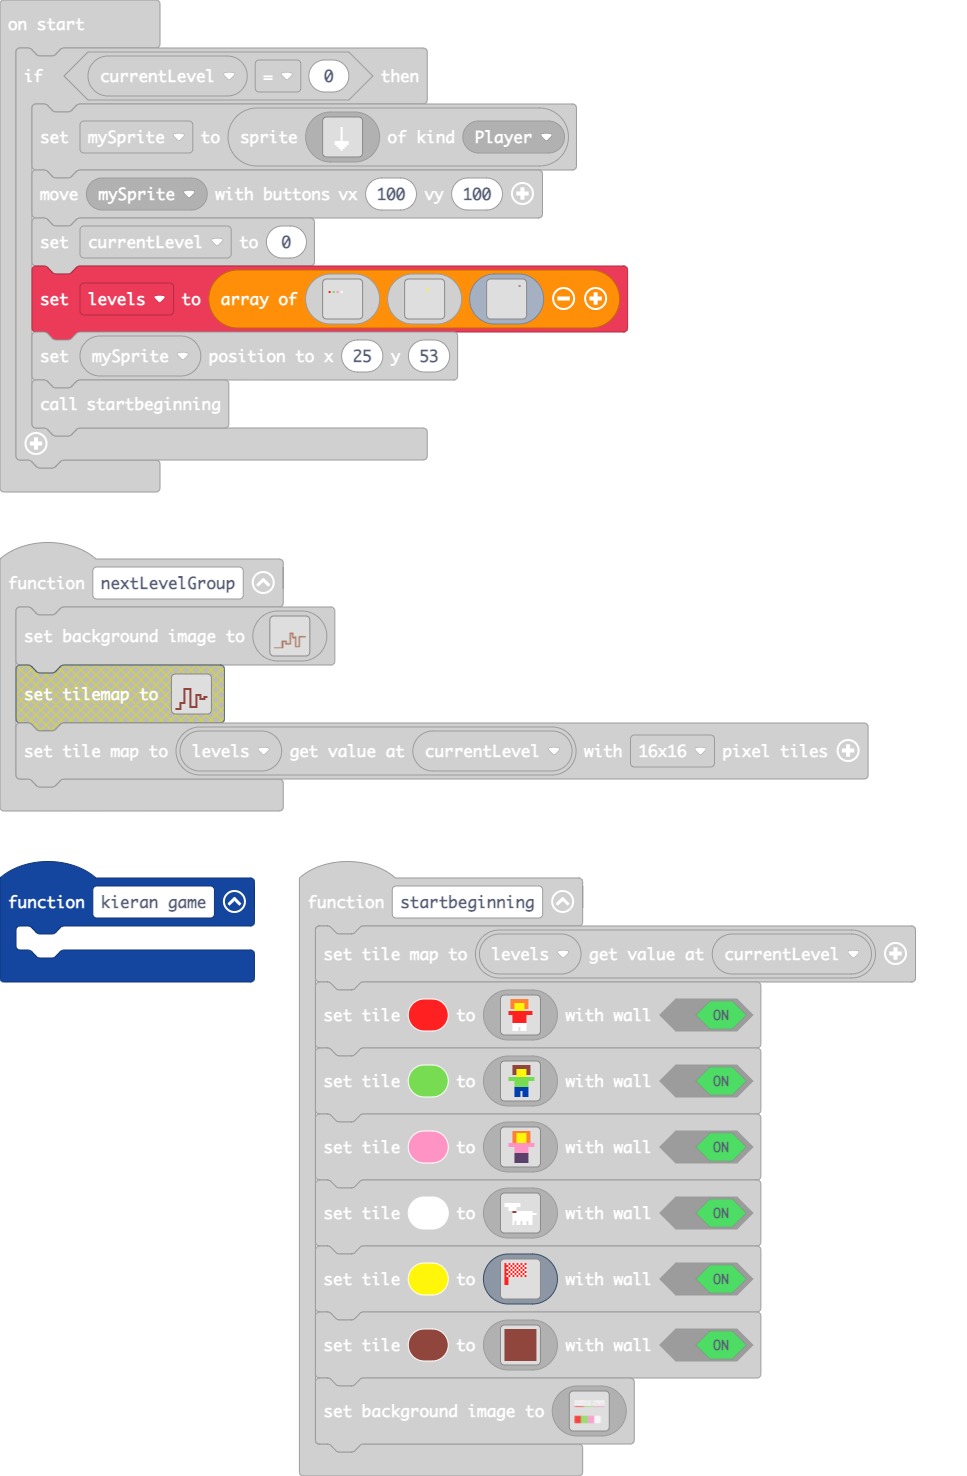 on start
if currentLevel = 0 then
set mySprite to sprite of kind Player
move mySprite with buttons vx 100 vy 100
set currentLevel to 0
set levels to array of
set mySprite position to x 25 y 53
call startbeginning
function nextLevelGroup
set background image to
set tilemap to
set tile map to levels get value at currentLevel with 16x16 pixel tiles
function kieran game
function startbeginning
set tile map to levels get value at currentLevel
set tile to with wall ON
set tile to with wall ON
set tile to with wall ON
set tile to with wall ON
set tile to with wall ON
set tile to with wall ON
set background image to